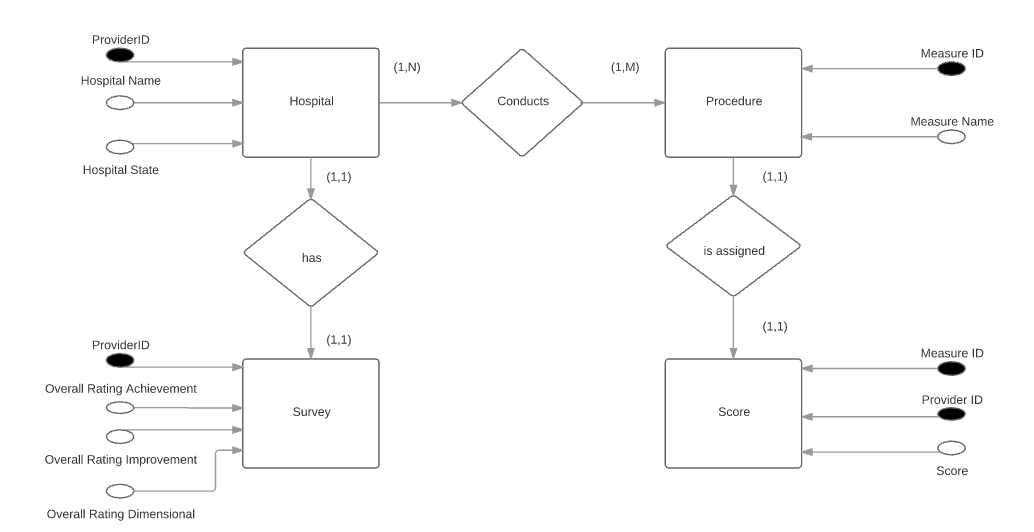 ProviderID
Hospital Name
Hospital State
Hospital
(1,N)
Conducts
(1,M)
Procedure
Measure ID
Measure Name
(1,1)
has
(1,1)
(1,1)
is assigned
(1,1)
ProviderID
Overall Rating Achievement
Overall Rating Improvement
Overall Rating Dimensional
Survey
Score
Measure ID
Provider ID
Score